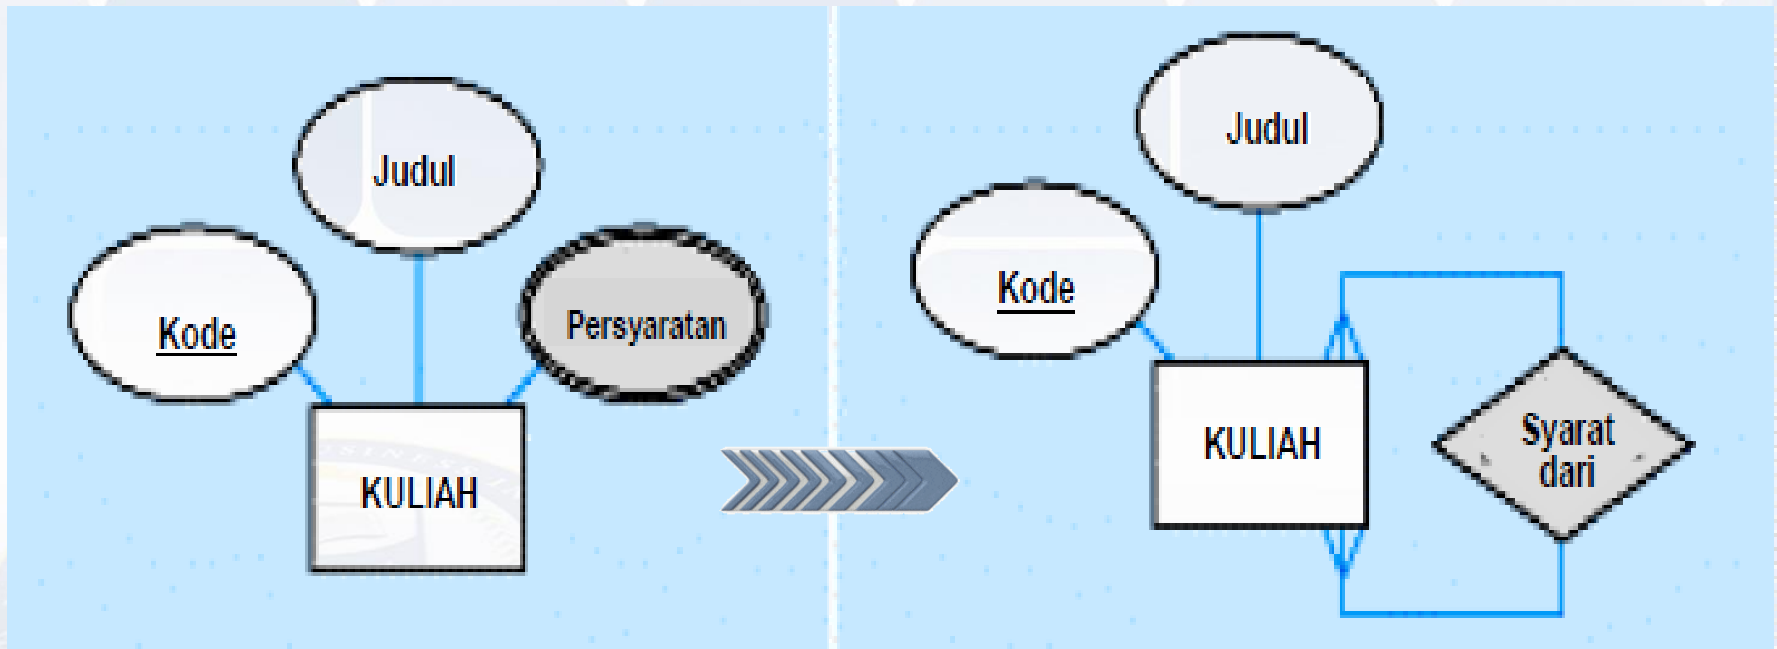 Judul
Kode
Persyaratan
KULIAH
Judul
Kode
KULIAH
Syarat
dari